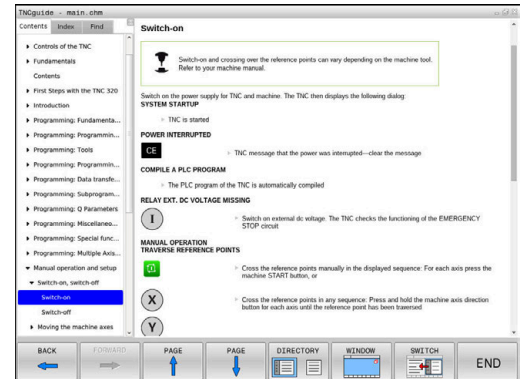 TNCguide - main.chm
Contents Index Find
Controls of the TNC
Fundamentals
Contents
First Steps with the TNC 320
Introduction
Programming: Fundamenta...
Programming: Programmin...
Programming: Tools
Programming: Programmin...
Programming: Data transfe...
Programming: Subprogram...
Programming: Q Parameters
Programming: Miscellaneo...
Programming: Special func...
Programming: Multiple Axis...
Manual operation and setup
Switch-on, switch-off
Switch-on
Switch-off
Moving the machine axes
Switch-on
Switch-on and crossing over the reference points can vary depending on the machine tool.
Refer to your machine manual.
Switch on the power supply for TNC and machine. The TNC then displays the following dialog:
SYSTEM STARTUP
TNC is started
POWER INTERRUPTED
CE
TNC message that the power was interrupted—clear the message
COMPILE A PLC PROGRAM
The PLC program of the TNC is automatically compiled
RELAY EXT. DC VOLTAGE MISSING
I
Switch on external dc voltage. The TNC checks the functioning of the EMERGENCY
STOP circuit
MANUAL OPERATION
TRAVERSE REFERENCE POINTS
Cross the reference points manually in the displayed sequence: For each axis press the
machine START button, or
X
Cross the reference points in any sequence: Press and hold the machine axis direction
button for each axis until the reference point has been traversed
Y
BACK
FORWARD
PAGE
PAGE
DIRECTORY
WINDOW
SWITCH
END